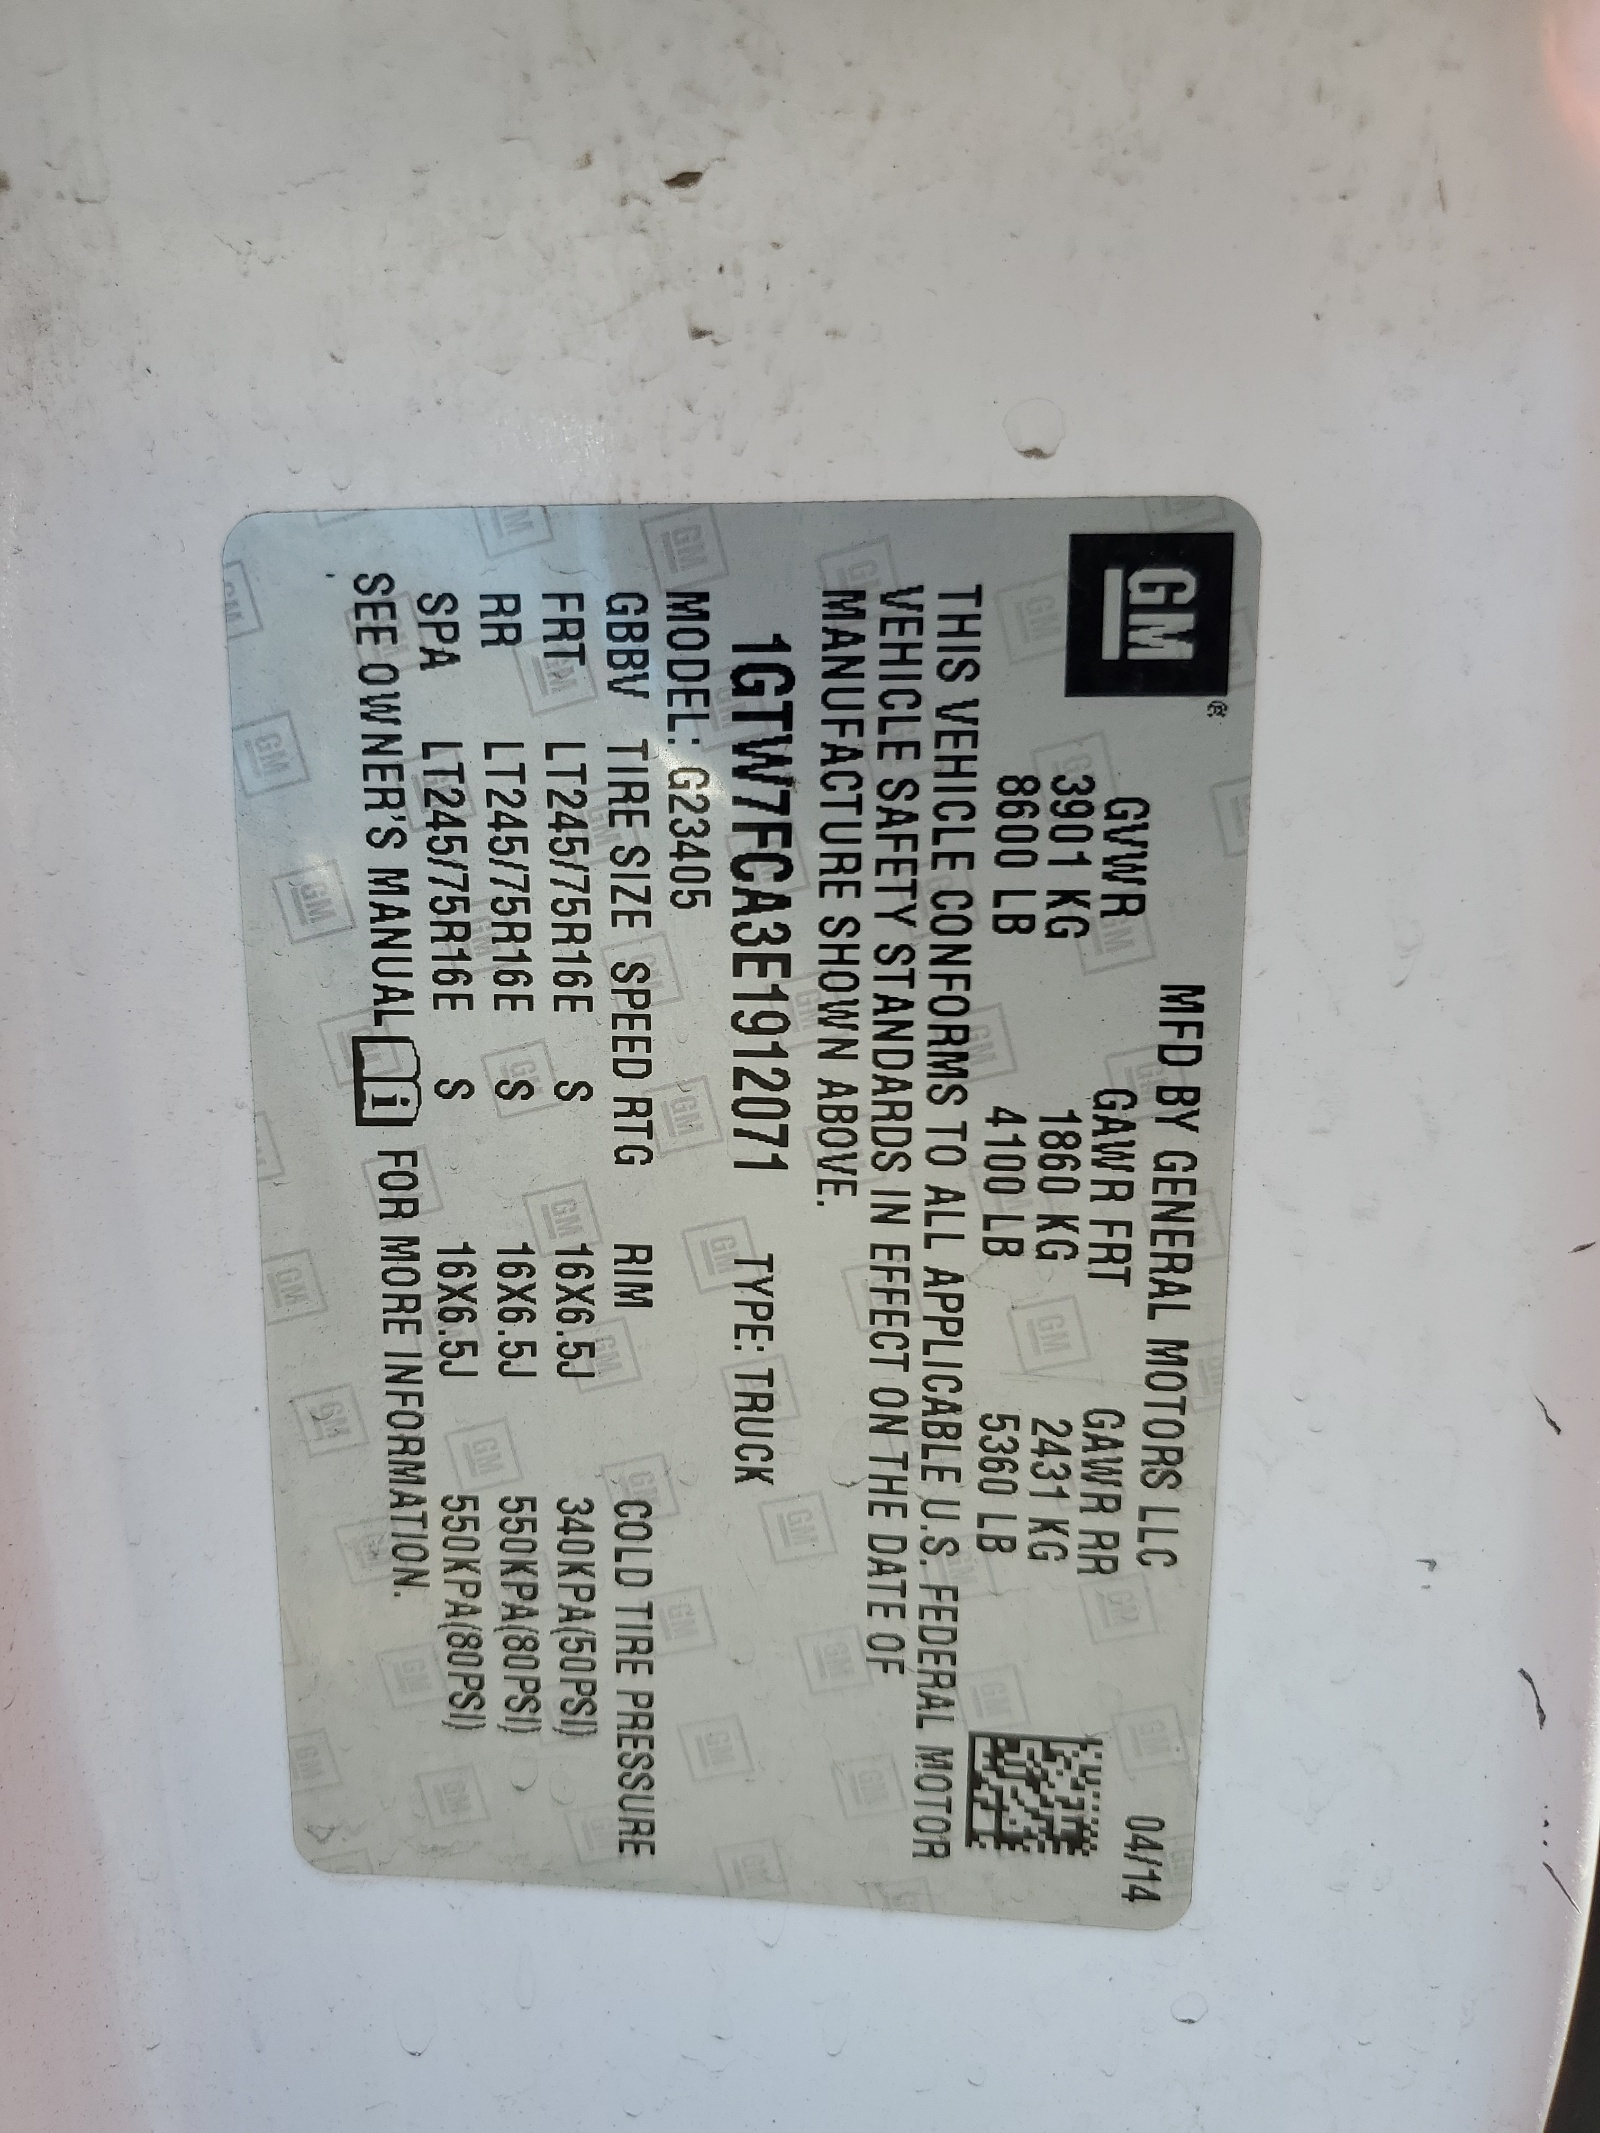 GM®
MFD BY GENERAL MOTORS LLC 04/14
GVWR GAWR FRT GAWR RR
3901 KG 1860 KG 2431 KG
8600 LB 4100 LB 5360 LB
THIS VEHICLE CONFORMS TO ALL APPLICABLE U.S. FEDERAL MOTOR
VEHICLE SAFETY STANDARDS IN EFFECT ON THE DATE OF
MANUFACTURE SHOWN ABOVE.
1GTW7FCA3E1912071 TYPE: TRUCK
MODEL: G23405
GBBV TIRE SIZE SPEED RTG RIM COLD TIRE PRESSURE
FRT LT245/75R16E S 16X6.5J 340KPA(50PSI)
RR LT245/75R16E S 16X6.5J 550KPA(80PSI)
SPA LT245/75R16E S 16X6.5J 550KPA(80PSI)
SEE OWNER'S MANUAL i FOR MORE INFORMATION.